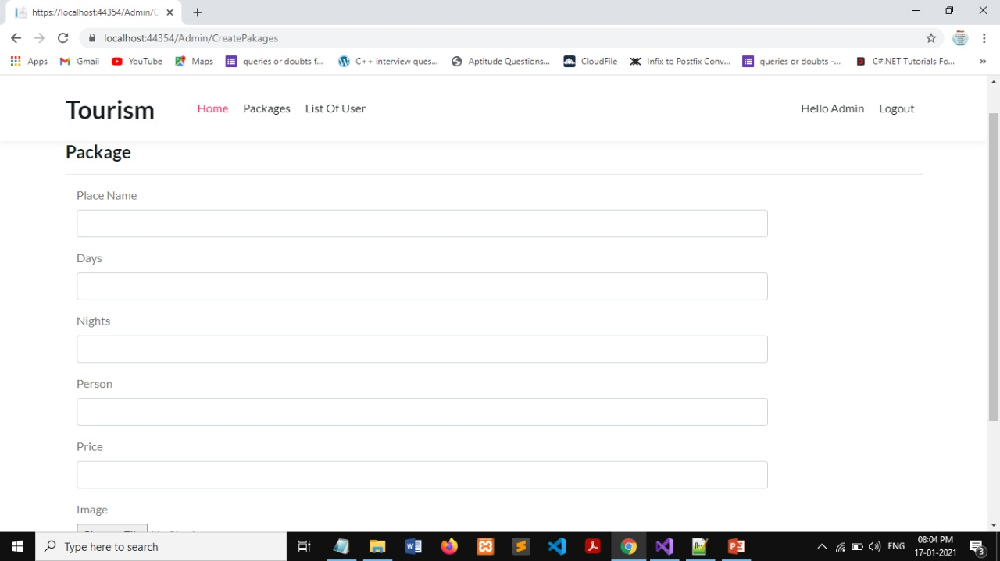 https://localhost:44354/Admin/C
localhost:44354/Admin/CreatePakages
Apps Gmail YouTube Maps queries or doubts f... C++ interview ques... Aptitude Questions... CloudFile Infix to Postfix Conv... queries or doubts -... C#.NET Tutorials Fo... »
Tourism Home Packages List Of User Hello Admin Logout
Package
Place Name
Days
Nights
Person
Price
Image
Type here to search
ENG
08:04 PM
17-01-2021
3